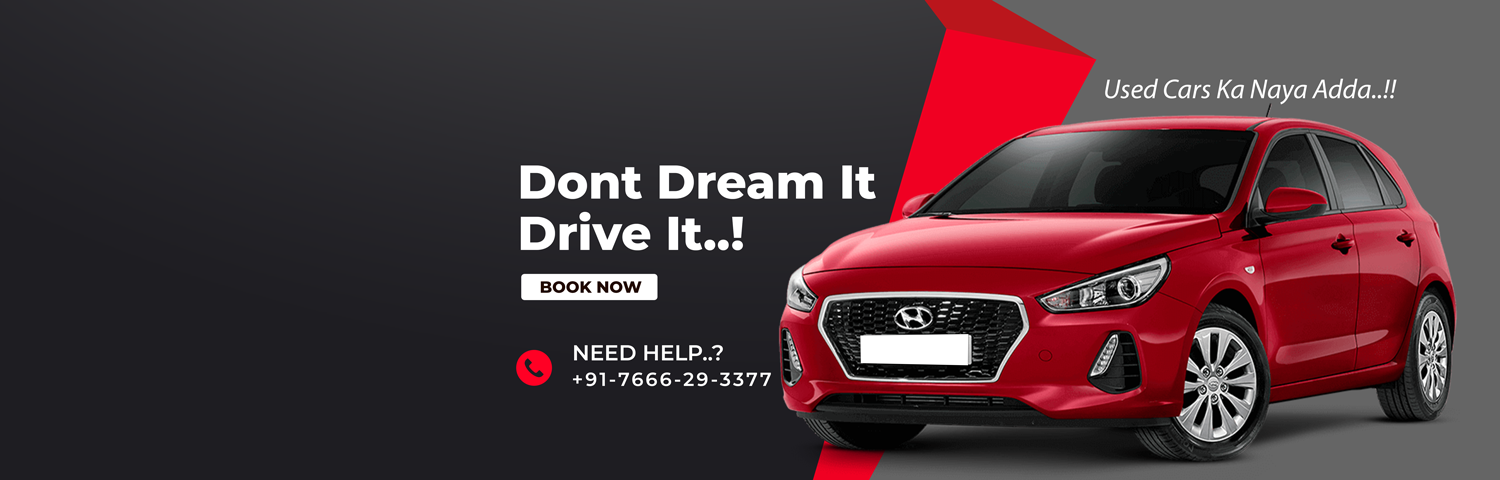 Used Cars Ka Naya Adda..!!
Dont Dream It
Drive It..!
BOOK NOW
NEED HELP..?
+91-7666-29-3377